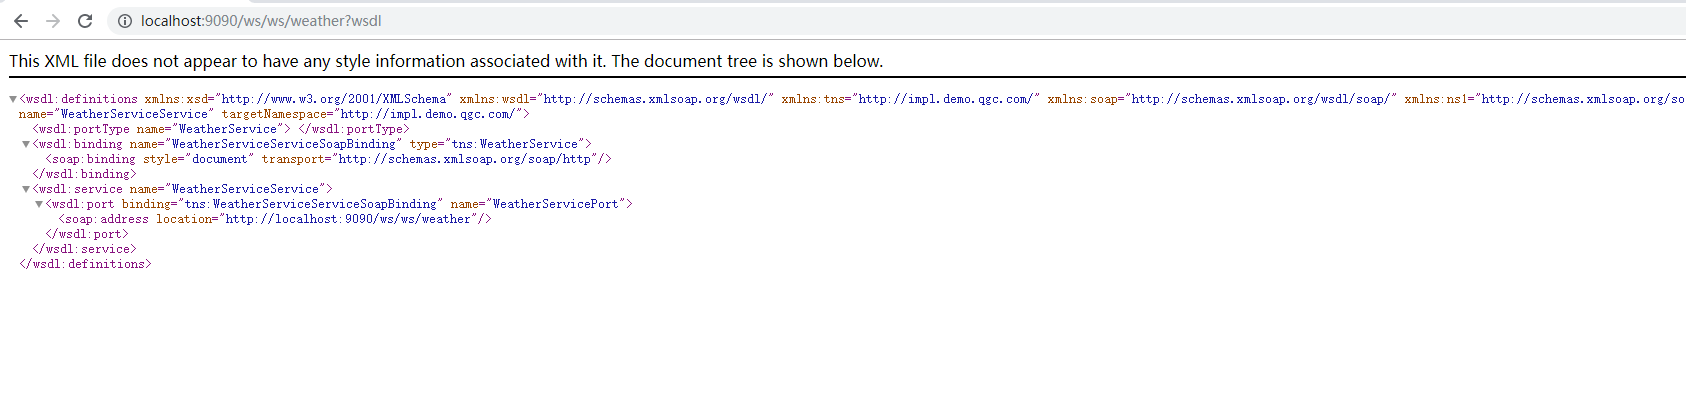 localhost:9090/ws/ws/weather?wsdl
This XML file does not appear to have any style information associated with it. The document tree is shown below.
<wsdl:definitions xmlns:xsd="http://www.w3.org/2001/XMLSchema" xmlns:wsdl="http://schemas.xmlsoap.org/wsdl/" xmlns:tns="http://impl.demo.qgc.com/" xmlns:soap="http://schemas.xmlsoap.org/wsdl/soap/" xmlns:ns1="http://schemas.xmlsoap.org/so
name="WeatherServiceService" targetNamespace="http://impl.demo.qgc.com/">
<wsdl:portType name="WeatherService"> </wsdl:portType>
<wsdl:binding name="WeatherServiceServiceSoapBinding" type="tns:WeatherService">
<soap:binding style="document" transport="http://schemas.xmlsoap.org/soap/http"/>
</wsdl:binding>
<wsdl:service name="WeatherServiceService">
<wsdl:port binding="tns:WeatherServiceServiceSoapBinding" name="WeatherServicePort">
<soap:address location="http://localhost:9090/ws/ws/weather"/>
</wsdl:port>
</wsdl:service>
</wsdl:definitions>